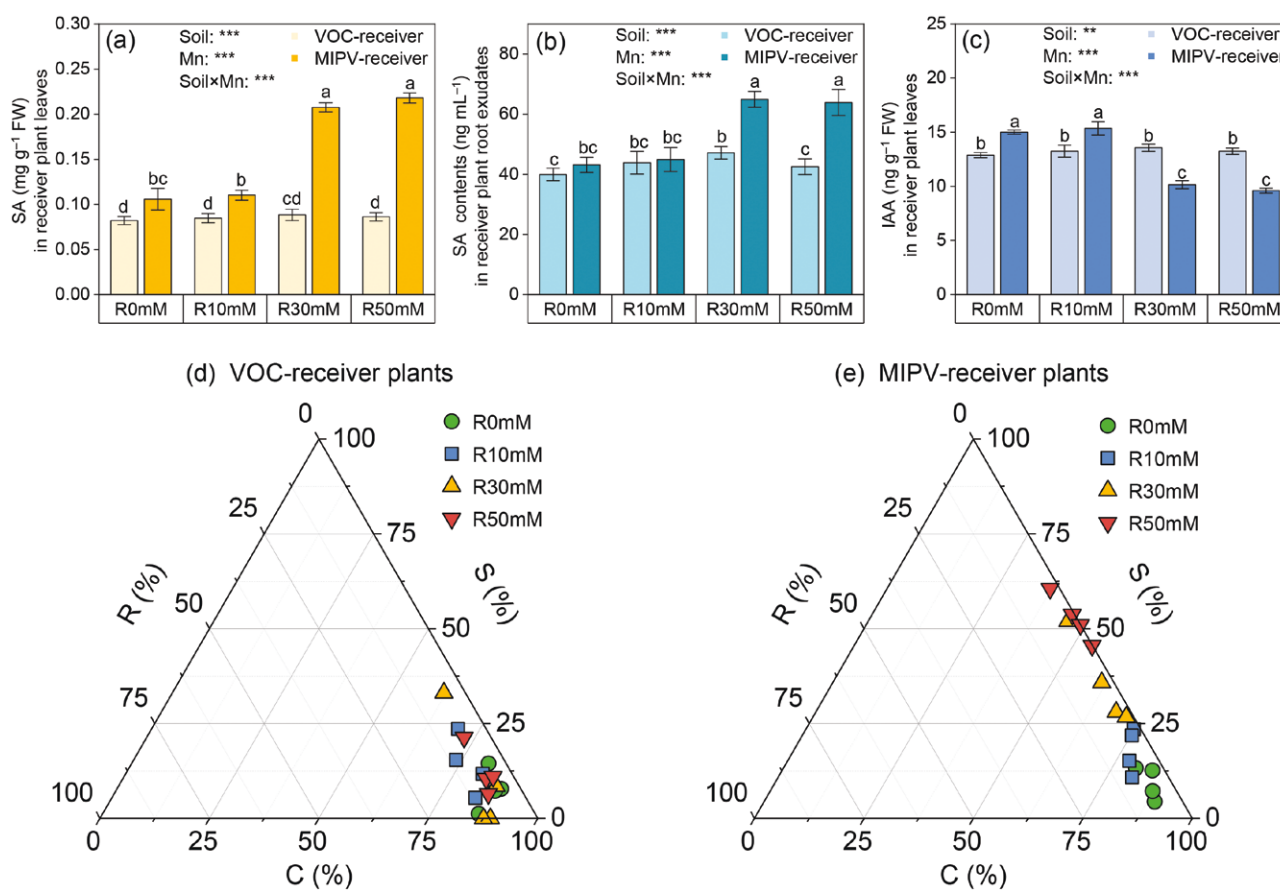 (a)
Soil: ***
Mn: ***
Soil×Mn: ***
VOC-receiver
MIPV-receiver
SA (mg g⁻¹ FW)
in receiver plant leaves
0.30
0.25
0.20
0.15
0.10
0.05
0.00
d
bc
d
b
cd
a
d
a
R0mM
R10mM
R30mM
R50mM
(b)
Soil: ***
Mn: ***
Soil×Mn: ***
VOC-receiver
MIPV-receiver
SA contents (ng mL⁻¹)
in receiver plant root exudates
80
60
40
20
0
c
bc
bc
bc
b
a
c
a
R0mM
R10mM
R30mM
R50mM
(c)
Soil: **
Mn: ***
Soil×Mn: ***
VOC-receiver
MIPV-receiver
IAA (ng g⁻¹ FW)
in receiver plant leaves
25
20
15
10
5
0
b
a
b
a
b
c
b
c
R0mM
R10mM
R30mM
R50mM
(d) VOC-receiver plants
R0mM
R10mM
R30mM
R50mM
R (%)
0
25
50
75
100
S (%)
100
75
50
25
0
0
25
50
75
100
C (%)
(e) MIPV-receiver plants
R0mM
R10mM
R30mM
R50mM
R (%)
0
25
50
75
100
S (%)
100
75
50
25
0
0
25
50
75
100
C (%)